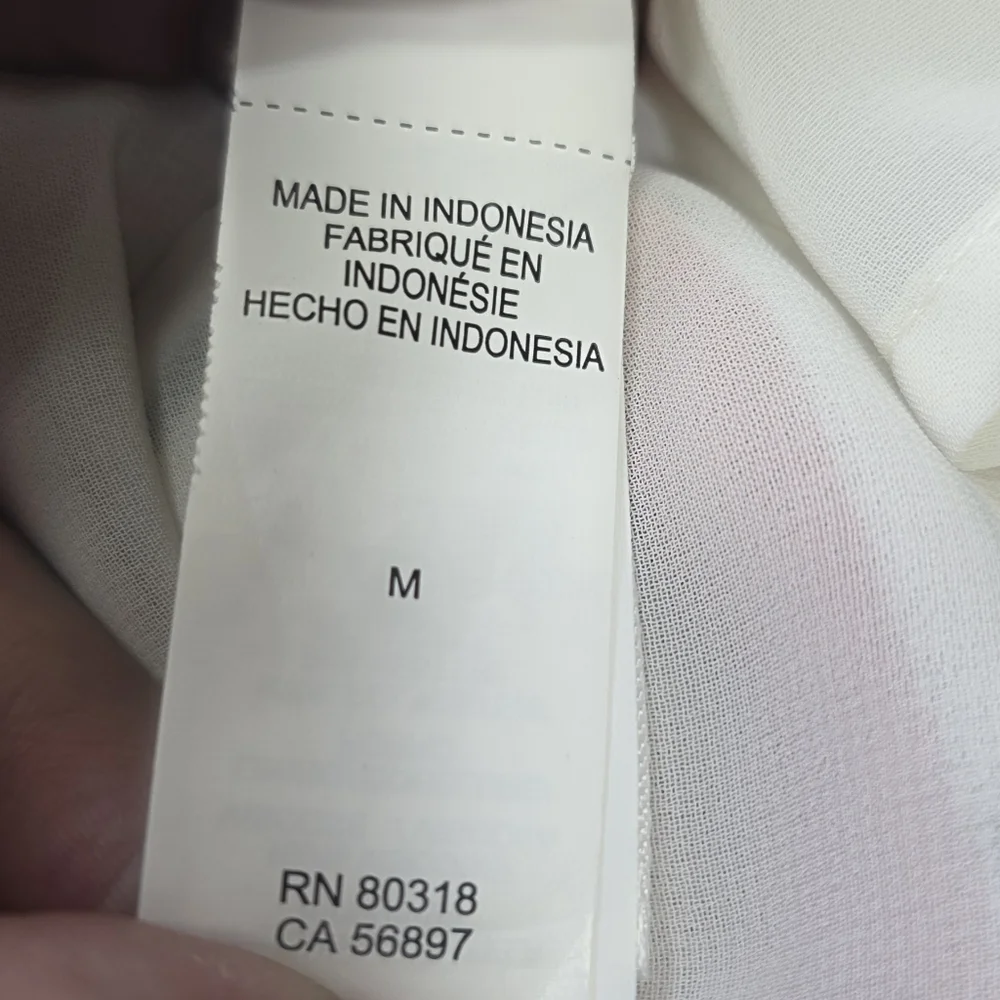 MADE IN INDONESIA
FABRIQUÉ EN
INDONÉSIE
HECHO EN INDONESIA
M
RN 80318
CA 56897